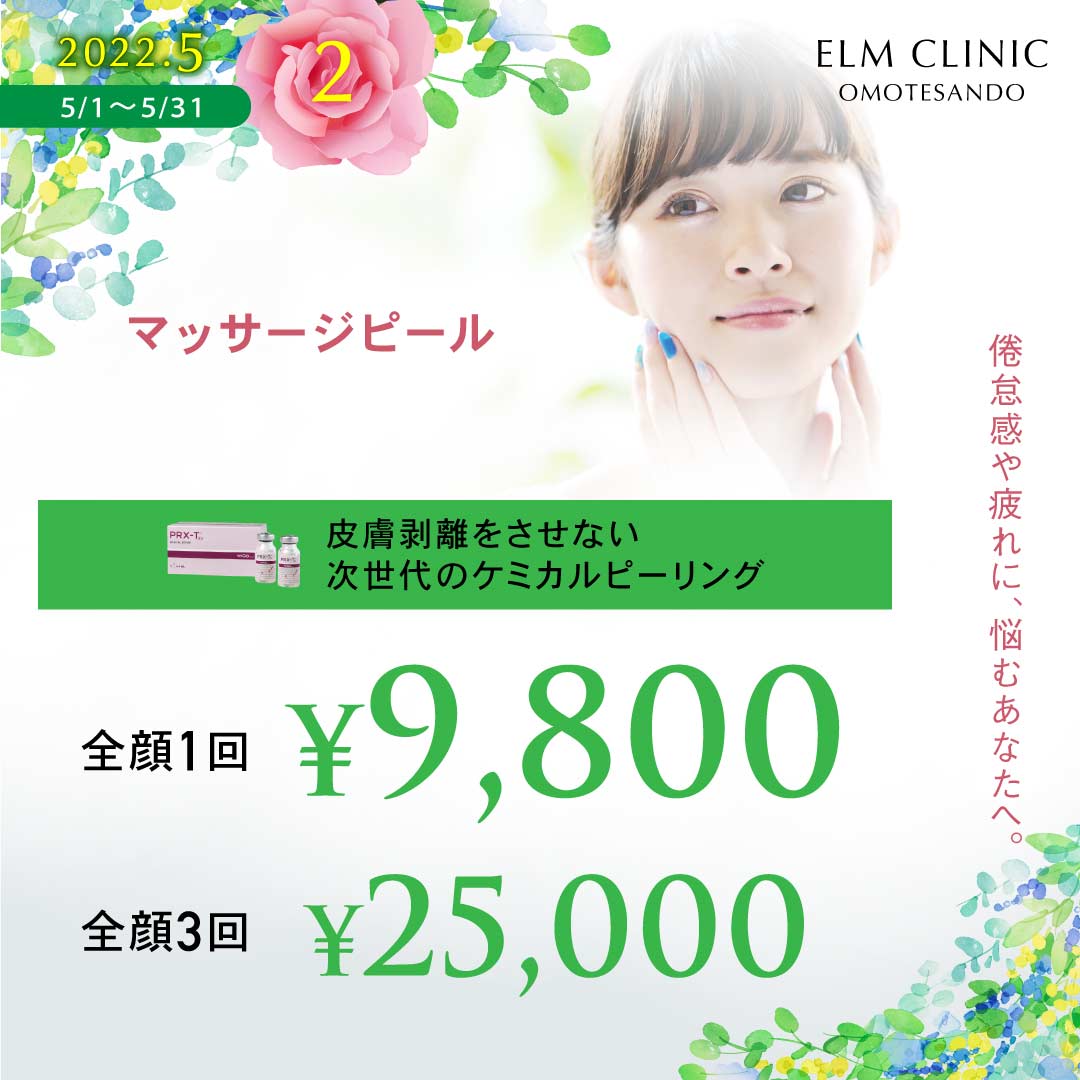 2022.5
2
5/1〜5/31
ELM CLINIC
OMOTESANDO
マッサージピール
倦怠感や疲れに、悩むあなたへ。
PRX-T
PRX-T
PRX-T
皮膚剥離をさせない
次世代のケミカルピーリング
全顔1回 ¥9,800
全顔3回 ¥25,000